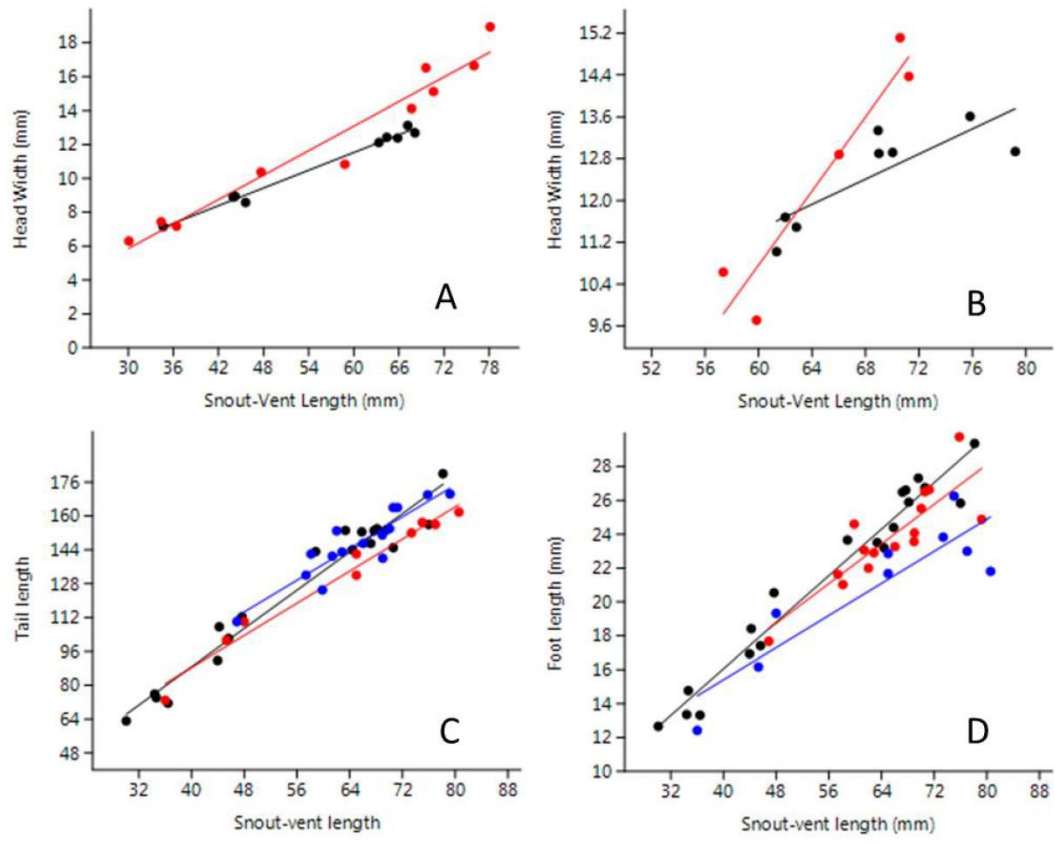 18
16
14
12
10
8
6
4
2
0
Head Width (mm)
A
30 36 42 48 54 60 66 72 78
Snout-Vent Length (mm)
15.2
14.4
13.6
12.8
12.0
11.2
10.4
9.6
Head Width (mm)
B
52 56 60 64 68 72 76 80
Snout-Vent Length (mm)
176
160
144
128
112
96
80
64
48
Tail length
C
32 40 48 56 64 72 80 88
Snout-vent length
28
26
24
22
20
18
16
14
12
10
Foot length (mm)
D
32 40 48 56 64 72 80 88
Snout-vent length (mm)